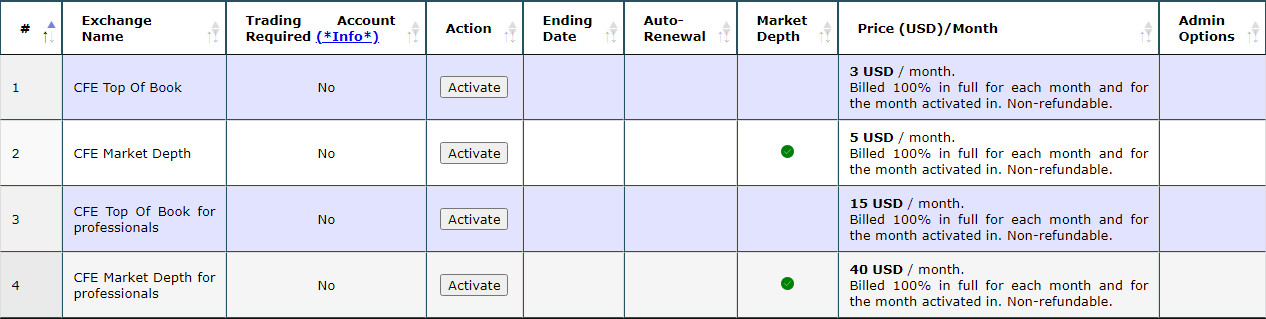 # Exchange Name Trading Account Required (*Info*) Action Ending Date Auto-Renewal Market Depth Price (USD)/Month Admin Options
1 CFE Top Of Book No Activate 3 USD / month.
Billed 100% in full for each month and for
the month activated in. Non-refundable.
2 CFE Market Depth No Activate 5 USD / month.
Billed 100% in full for each month and for
the month activated in. Non-refundable.
3 CFE Top Of Book for
professionals No Activate 15 USD / month.
Billed 100% in full for each month and for
the month activated in. Non-refundable.
4 CFE Market Depth for
professionals No Activate 40 USD / month.
Billed 100% in full for each month and for
the month activated in. Non-refundable.